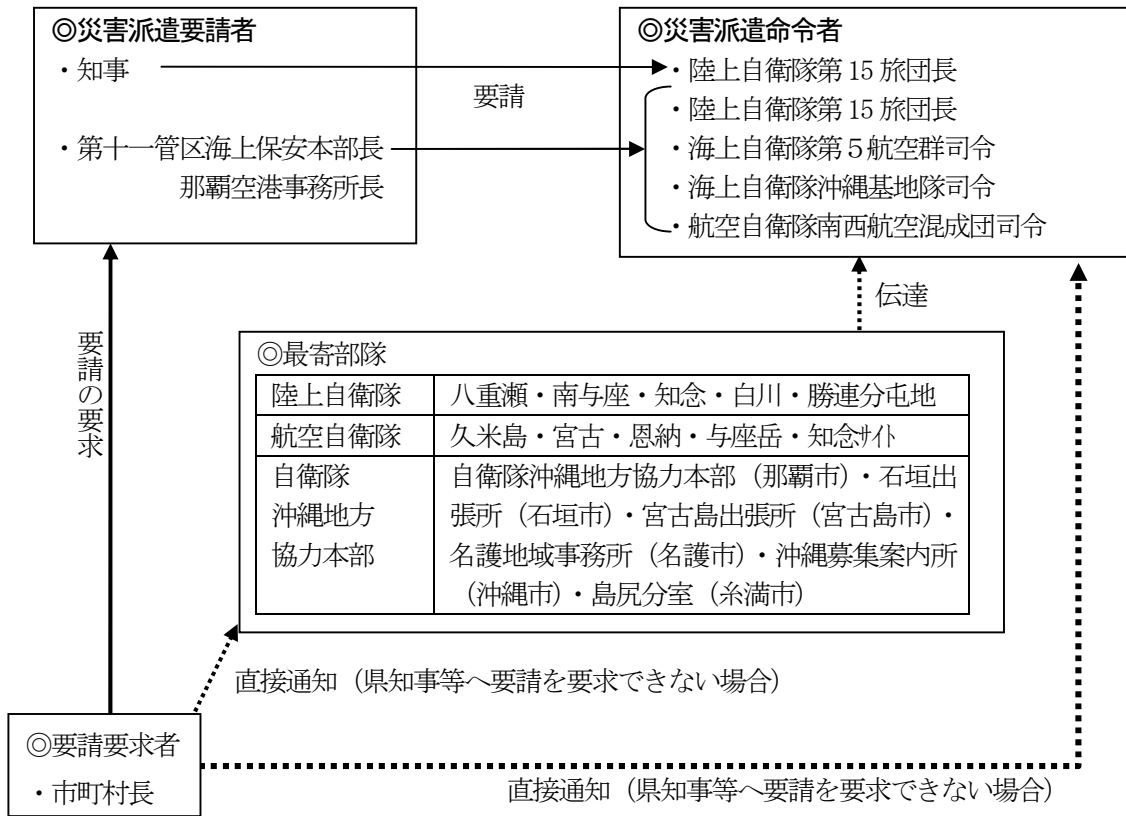 ◎災害派遣要請者
・知事
・第十一管区海上保安本部長
那覇空港事務所長
要請
◎災害派遣命令者
・陸上自衛隊第15旅団長
・陸上自衛隊第15旅団長
・海上自衛隊第5航空群司令
・海上自衛隊沖縄基地隊司令
・航空自衛隊南西航空混成団司令
伝達
要請の要求
◎最寄部隊
陸上自衛隊 八重瀬・南与座・知念・白川・勝連分屯地
航空自衛隊 久米島・宮古・恩納・与座岳・知念ｻｲﾄ
自衛隊
沖縄地方
協力本部
自衛隊沖縄地方協力本部（那覇市）・石垣出
張所（石垣市）・宮古島出張所（宮古島市）・
名護地域事務所（名護市）・沖縄募集案内所
（沖縄市）・島尻分室（糸満市）
直接通知（県知事等へ要請を要求できない場合）
◎要請要求者
・市町村長
直接通知（県知事等へ要請を要求できない場合）